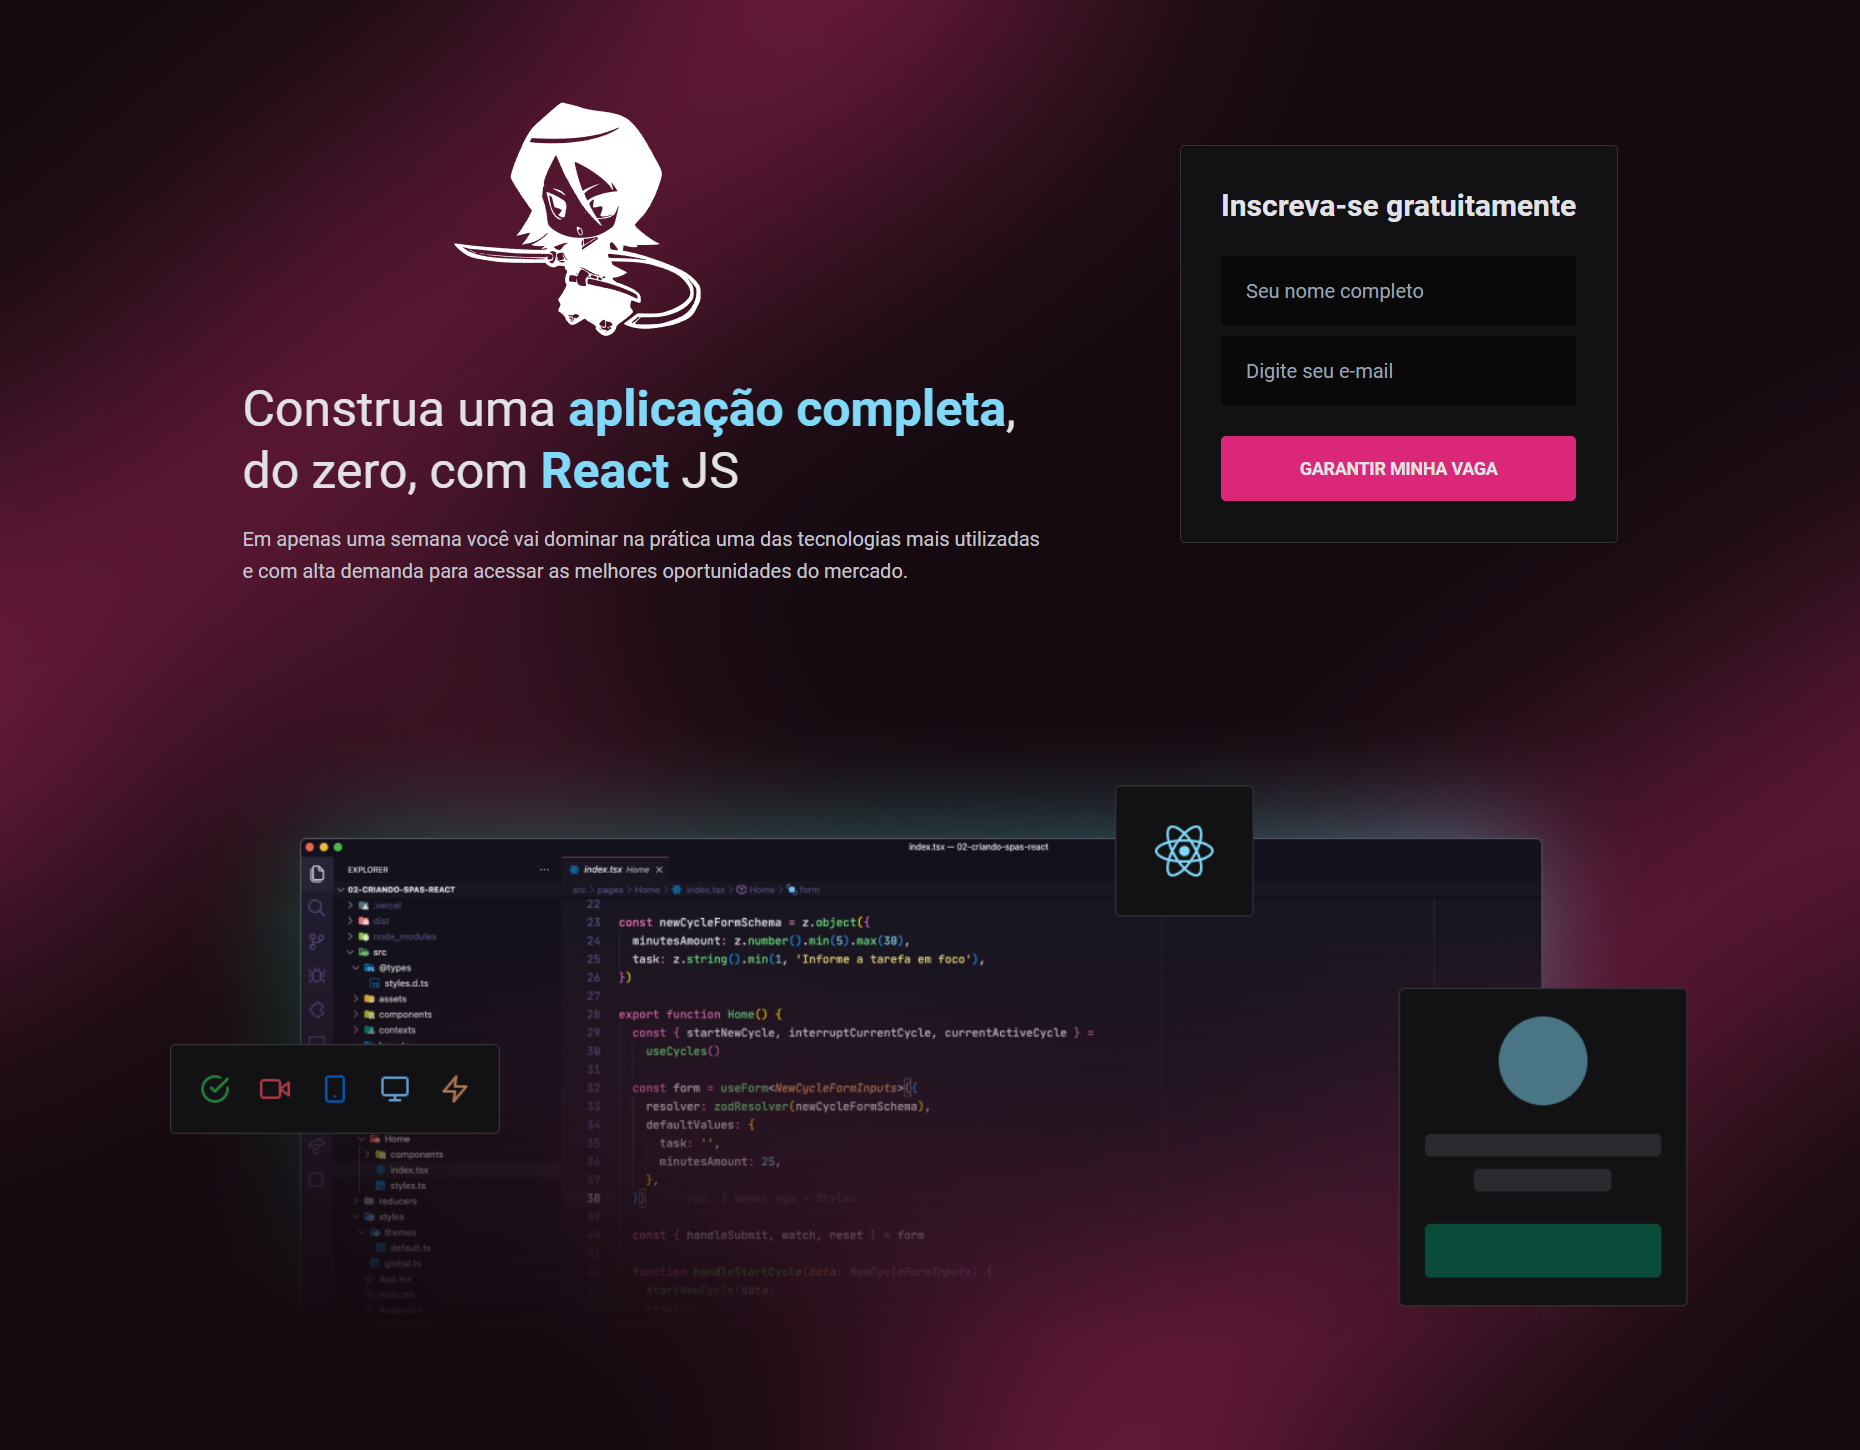 Construa uma aplicação completa,
do zero, com React JS
Em apenas uma semana você vai dominar na prática uma das tecnologias mais utilizadas
e com alta demanda para acessar as melhores oportunidades do mercado.
Inscreva-se gratuitamente
Seu nome completo
Digite seu e-mail
GARANTIR MINHA VAGA
index.tsx — 02-criando-spas-react
EXPLORER
02-CRIANDO-SPAS-REACT
.vercel
dist
node_modules
src
@types
styles.d.ts
assets
components
contexts
Home
components
index.tsx
styles.ts
reducers
styles
themes
default.ts
global.ts
App.tsx
main.tsx
Router.tsx
index.tsx Home
src > pages > Home > index.tsx > Home > form
22
23 const newCycleFormSchema = z.object({
24 minutesAmount: z.number().min(5).max(30),
25 task: z.string().min(1, 'Informe a tarefa em foco'),
26 })
27
28 export function Home() {
29 const { startNewCycle, interruptCurrentCycle, currentActiveCycle } =
30 useCycles()
31
32 const form = useForm<NewCycleFormInputs>({
33 resolver: zodResolver(newCycleFormSchema),
34 defaultValues: {
35 task: '',
36 minutesAmount: 25,
37 },
38 }) You, 3 weeks ago • Styles
39
40 const { handleSubmit, watch, reset } = form
41
42 function handleStartCycle(data: NewCycleFormInputs) {
43 startNewCycle(data)
44 reset()